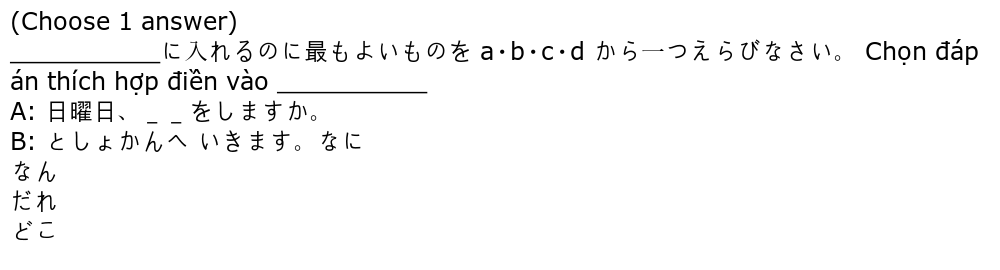 (Choose 1 answer)
____________に入れるのに最もよいものを a・b・c・d から一つえらびなさい。 Chọn đáp
án thích hợp điền vào ____________
A: 日曜日、 _ _ をしますか。
B: としょかんへ いきます。なに
なん
だれ
どこ